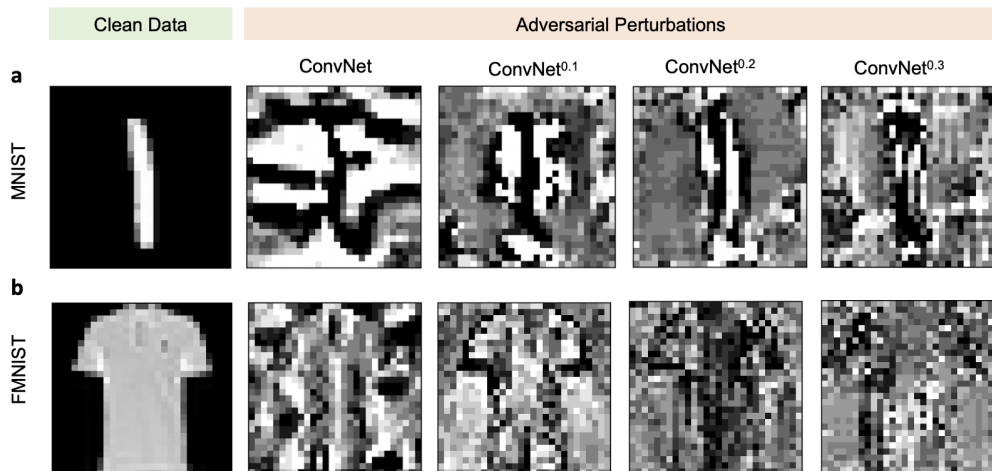 Clean Data
Adversarial Perturbations
ConvNet
ConvNet⁰·¹
ConvNet⁰·²
ConvNet⁰·³
a
MNIST
b
FMNIST